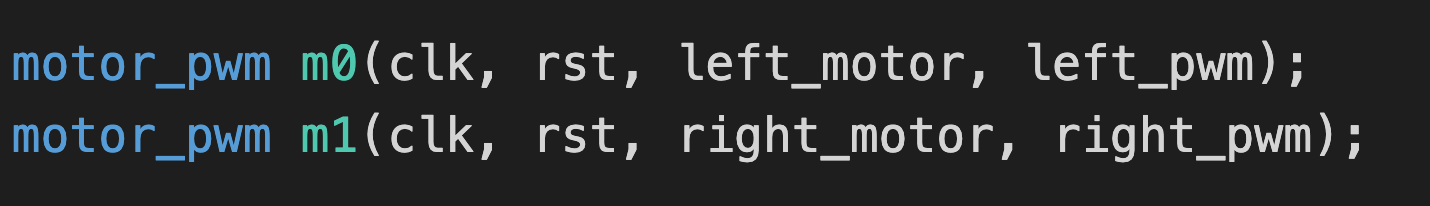 motor_pwm m0(clk, rst, left_motor, left_pwm);
motor_pwm m1(clk, rst, right_motor, right_pwm);